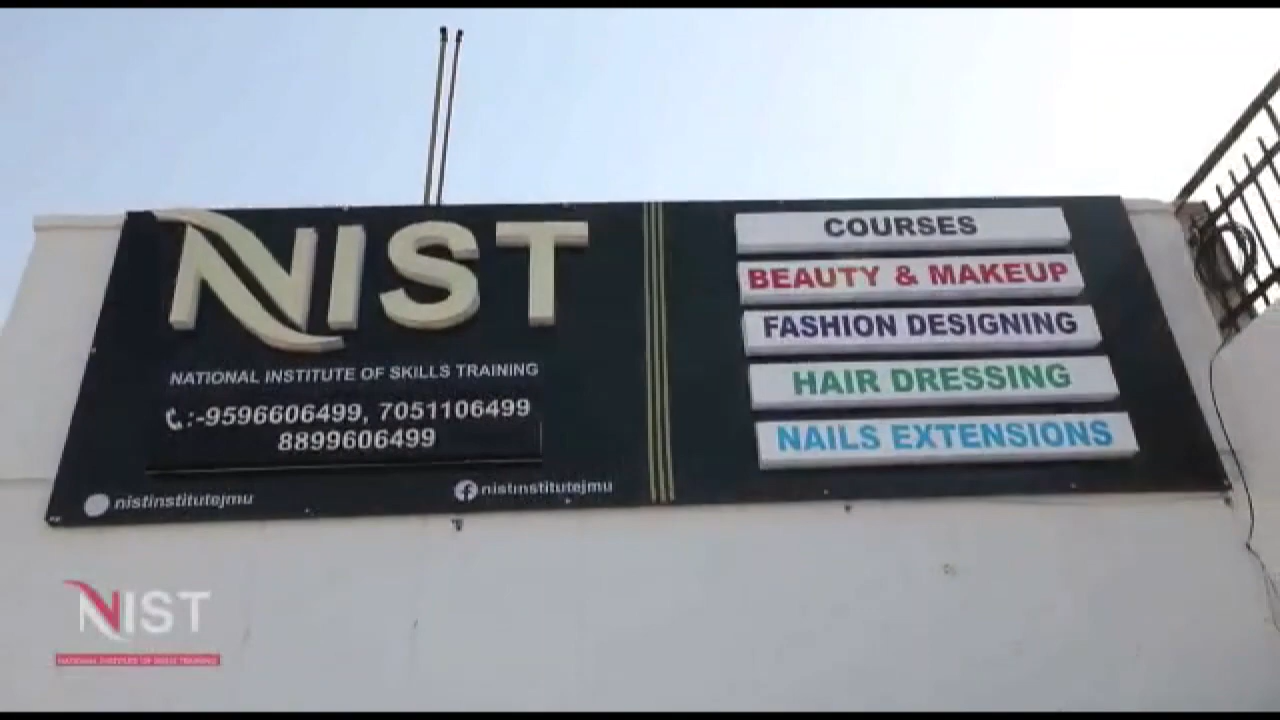 NIST
NATIONAL INSTITUTE OF SKILLS TRAINING
:-9596606499, 7051106499
8899606499
nistinstitutejmu
nistinstitutejmu
COURSES
BEAUTY & MAKEUP
FASHION DESIGNING
HAIR DRESSING
NAILS EXTENSIONS
NIST